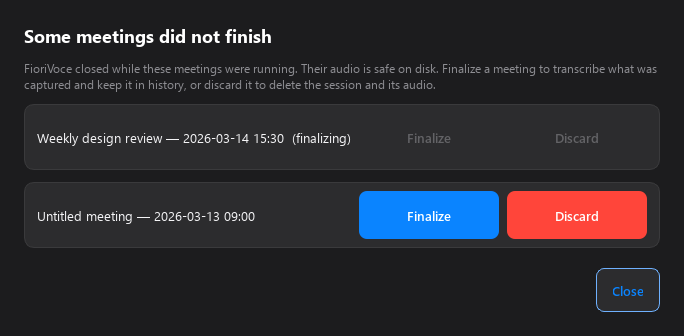 Some meetings did not finish
FioriVoce closed while these meetings were running. Their audio is safe on disk. Finalize a meeting to transcribe what was
captured and keep it in history, or discard it to delete the session and its audio.
Weekly design review — 2026-03-14 15:30  (finalizing) Finalize Discard
Untitled meeting — 2026-03-13 09:00 Finalize Discard
Close